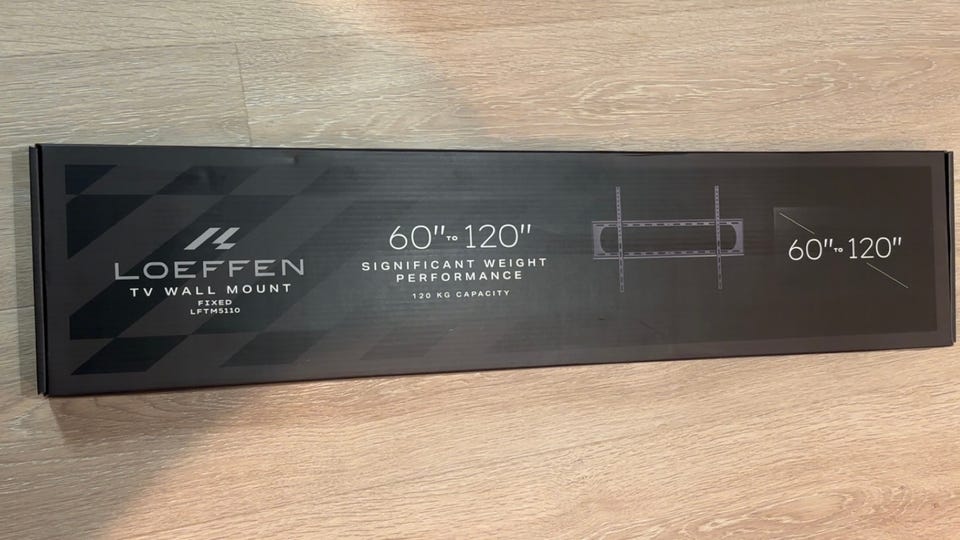 LOEFFEN
TV WALL MOUNT
FIXED
LFTM5110
60" TO 120"
SIGNIFICANT WEIGHT
PERFORMANCE
120 KG CAPACITY
60" TO 120"